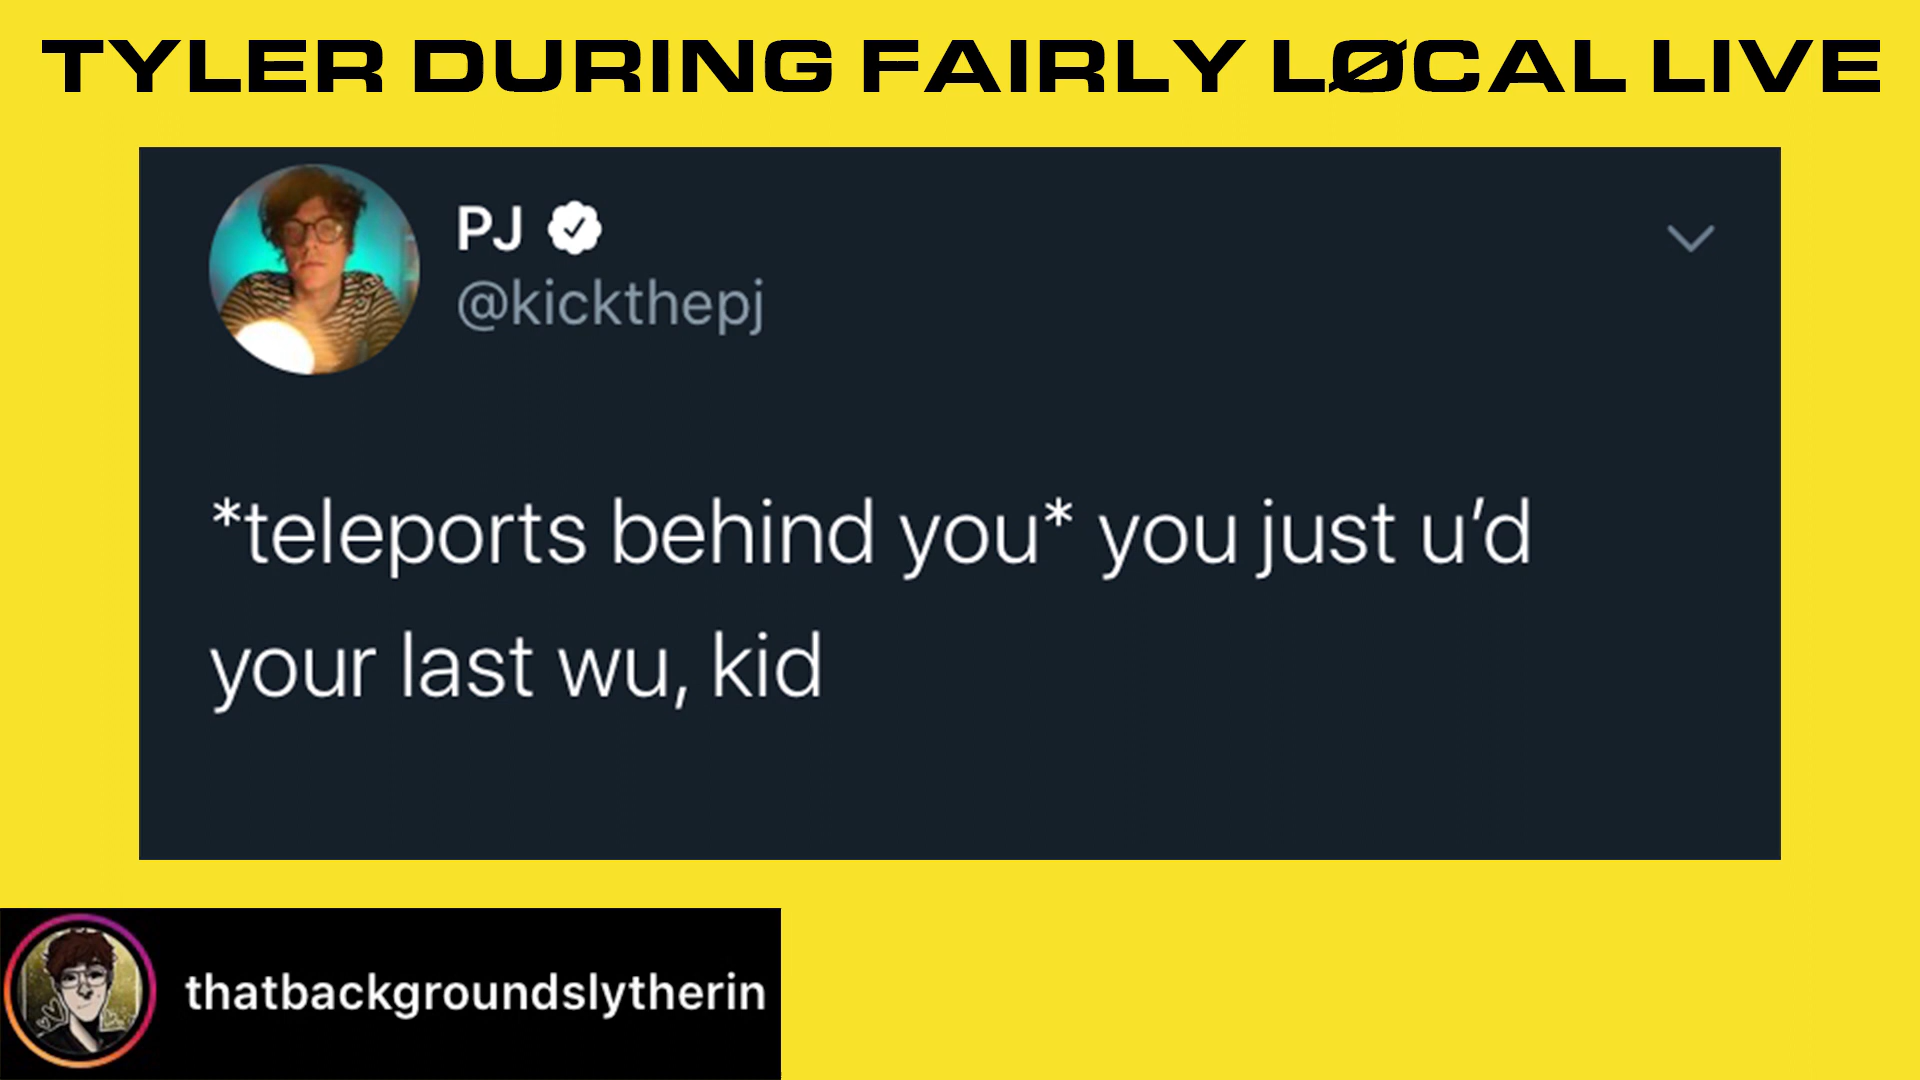 TYLER DURING FAIRLY LØCAL LIVE
PJ
@kickthepj
*teleports behind you* you just u’d
your last wu, kid
thatbackgroundslytherin